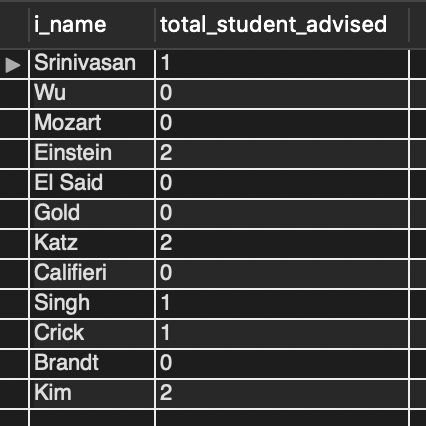 i_name total_student_advised
Srinivasan 1
Wu 0
Mozart 0
Einstein 2
El Said 0
Gold 0
Katz 2
Califieri 0
Singh 1
Crick 1
Brandt 0
Kim 2